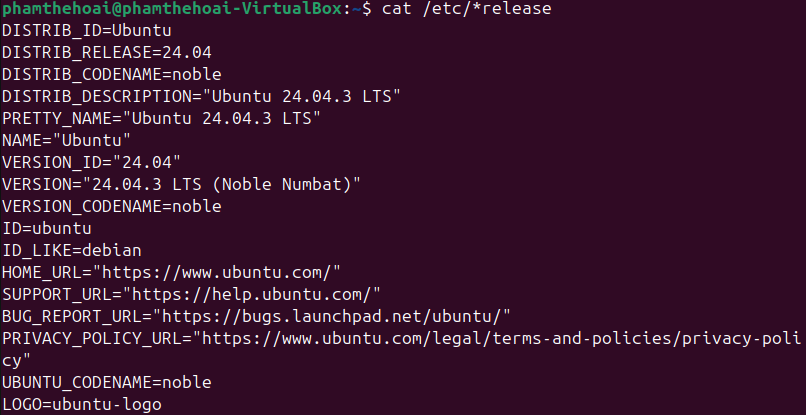 phamthehoai@phamthehoai-VirtualBox:~$ cat /etc/*release
DISTRIB_ID=Ubuntu
DISTRIB_RELEASE=24.04
DISTRIB_CODENAME=noble
DISTRIB_DESCRIPTION="Ubuntu 24.04.3 LTS"
PRETTY_NAME="Ubuntu 24.04.3 LTS"
NAME="Ubuntu"
VERSION_ID="24.04"
VERSION="24.04.3 LTS (Noble Numbat)"
VERSION_CODENAME=noble
ID=ubuntu
ID_LIKE=debian
HOME_URL="https://www.ubuntu.com/"
SUPPORT_URL="https://help.ubuntu.com/"
BUG_REPORT_URL="https://bugs.launchpad.net/ubuntu/"
PRIVACY_POLICY_URL="https://www.ubuntu.com/legal/terms-and-policies/privacy-poli
cy"
UBUNTU_CODENAME=noble
LOGO=ubuntu-logo